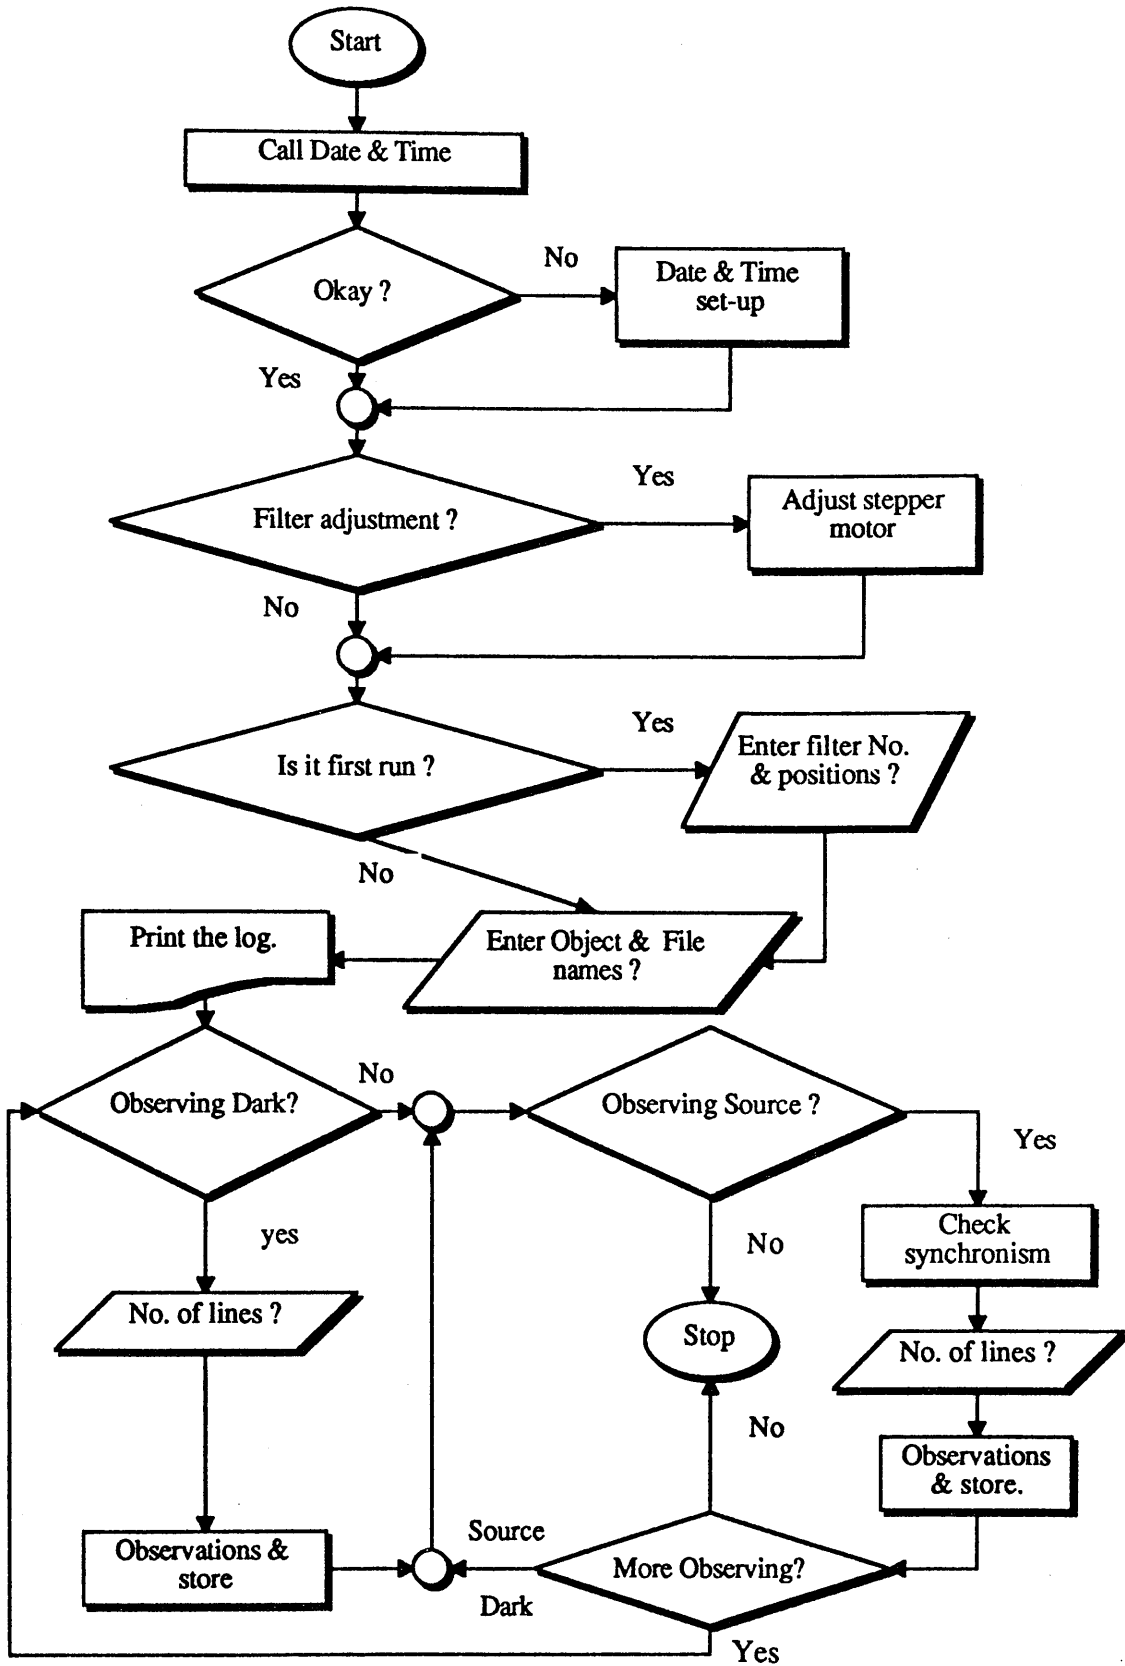 Start
Call Date & Time
Okay ?
No
Date & Time
set-up
Yes
Filter adjustment ?
Yes
Adjust stepper
motor
No
Is it first run ?
Yes
Enter filter No.
& positions ?
No
Enter Object & File
names ?
Print the log.
Observing Dark?
No
Observing Source ?
Yes
yes
No
Check
synchronism
No. of lines ?
Stop
No. of lines ?
No
Observations
& store.
Observations &
store
Source
Dark
More Observing?
Yes